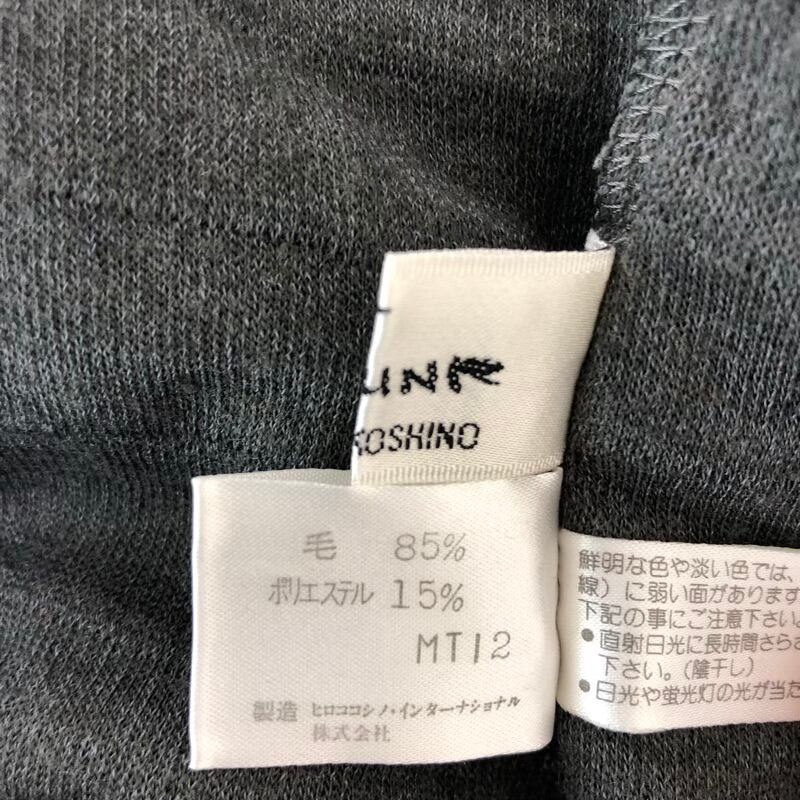 UNK
KOSHINO
毛 85%
ポリエステル 15%
MT12
製造 ヒロココシノ・インターナショナル
株式会社
鮮明な色や淡い色では、
線）に弱い面があります
下記の事にご注意下さい。
●直射日光に長時間さらさ
下さい。（陰干し）
●日光や蛍光灯の光が当た